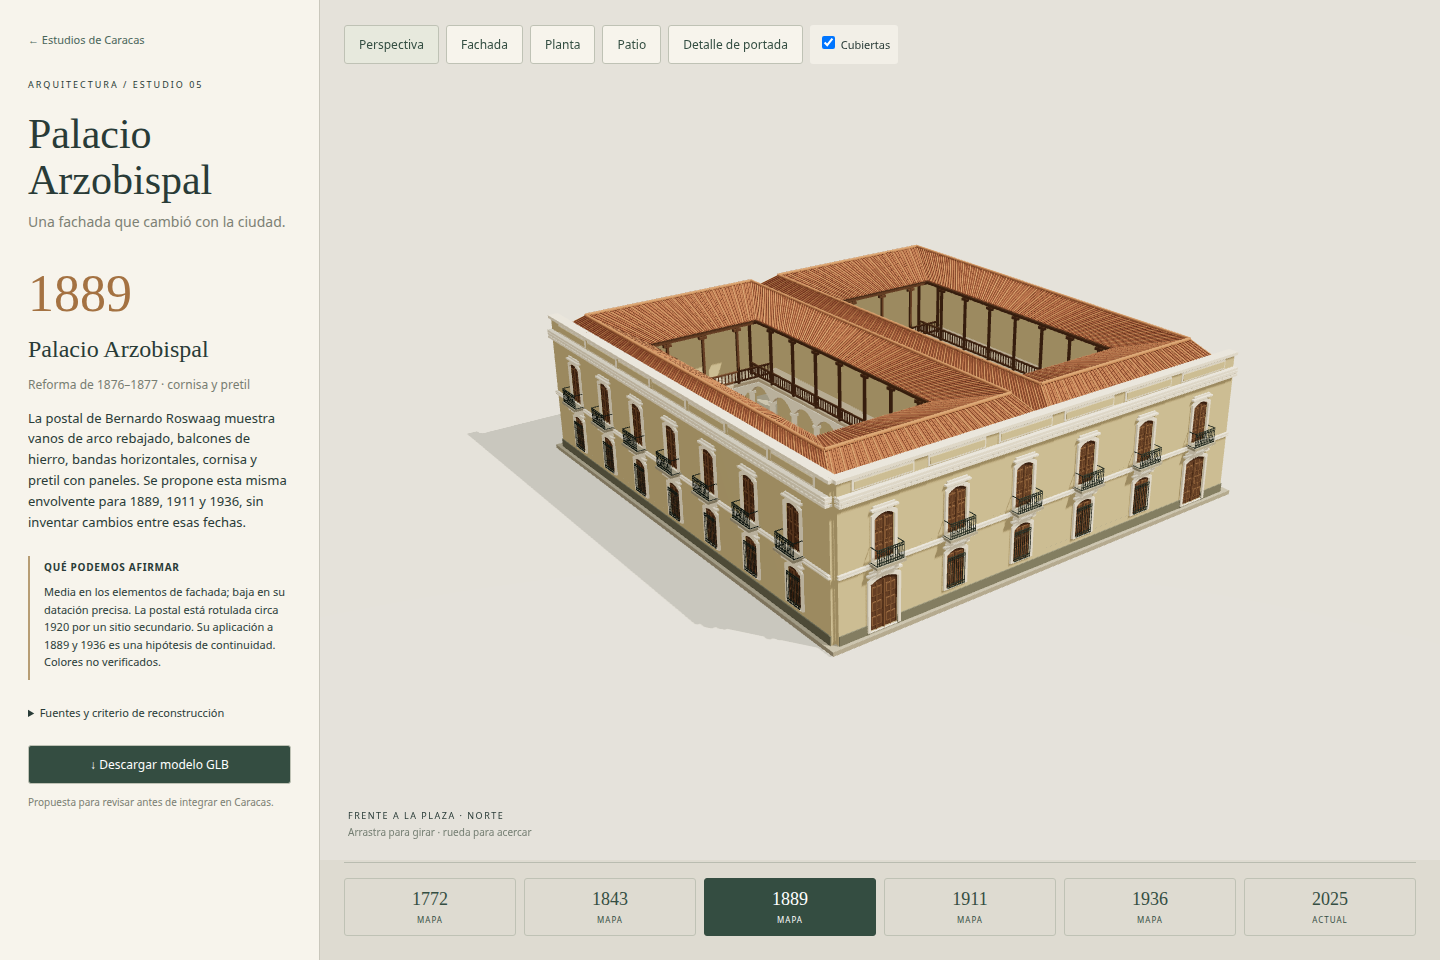 ← Estudios de Caracas
ARQUITECTURA / ESTUDIO 05
Palacio
Arzobispal
Una fachada que cambió con la ciudad.
1889
Palacio Arzobispal
Reforma de 1876–1877 · cornisa y pretil
La postal de Bernardo Roswaag muestra
vanos de arco rebajado, balcones de
hierro, bandas horizontales, cornisa y
pretil con paneles. Se propone esta misma
envolvente para 1889, 1911 y 1936, sin
inventar cambios entre esas fechas.
QUÉ PODEMOS AFIRMAR
Media en los elementos de fachada; baja en su
datación precisa. La postal está rotulada circa
1920 por un sitio secundario. Su aplicación a
1889 y 1936 es una hipótesis de continuidad.
Colores no verificados.
▶ Fuentes y criterio de reconstrucción
↓ Descargar modelo GLB
Propuesta para revisar antes de integrar en Caracas.
Perspectiva
Fachada
Planta
Patio
Detalle de portada
Cubiertas
FRENTE A LA PLAZA · NORTE
Arrastra para girar · rueda para acercar
1772
MAPA
1843
MAPA
1889
MAPA
1911
MAPA
1936
MAPA
2025
ACTUAL